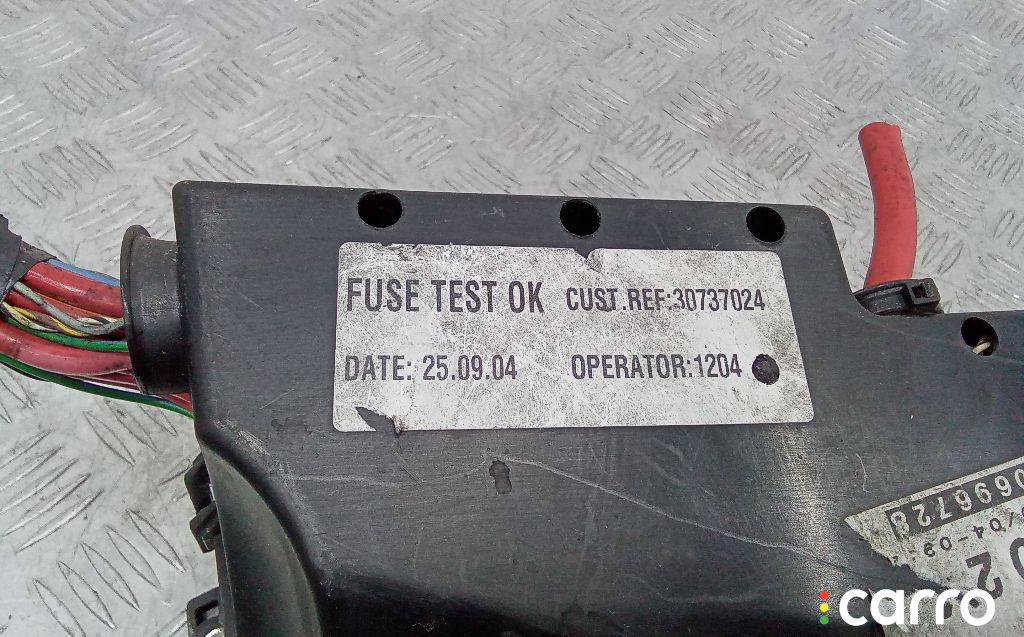 FUSE TEST OK CUST.REF:30737024
DATE: 25.09.04 OPERATOR:1204
carro